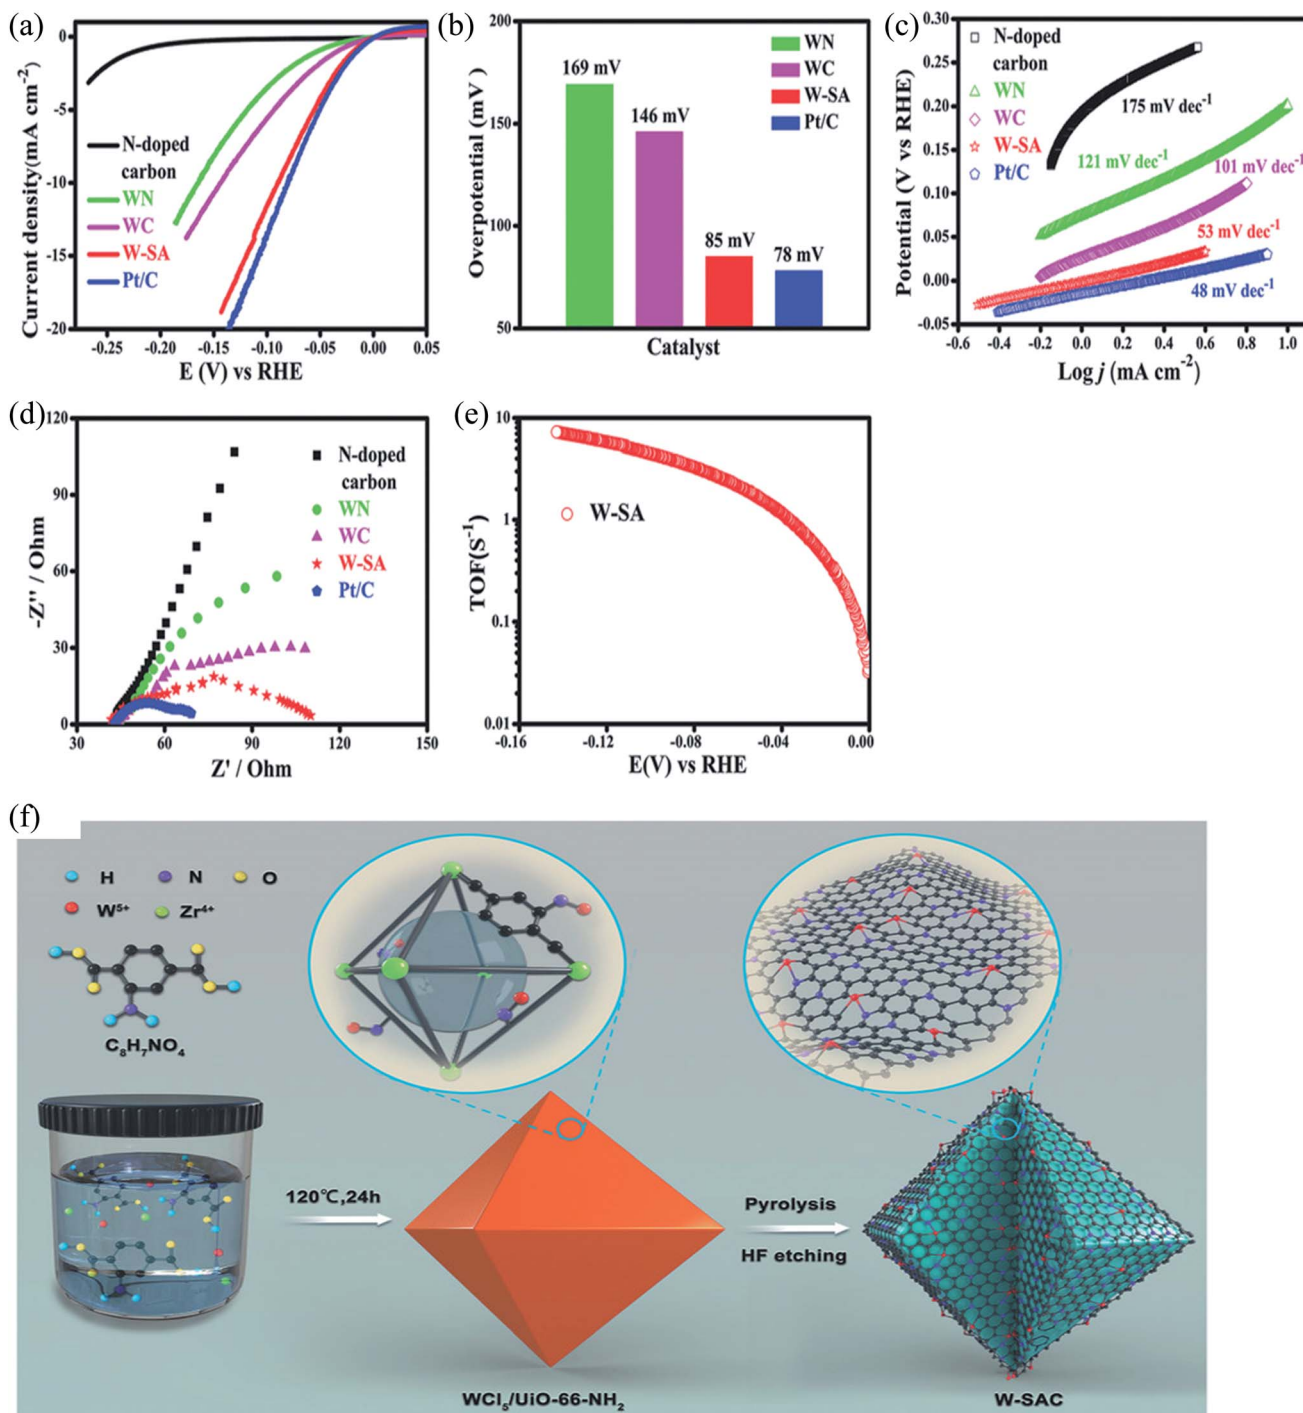 (a)
0
-5
-10
-15
-20
Current density(mA cm⁻²)
N-doped
carbon
WN
WC
W-SA
Pt/C
-0.25
-0.20
-0.15
-0.10
-0.05
0.00
0.05
E (V) vs RHE
(b)
200
150
100
50
Overpotential (mV )
169 mV
146 mV
85 mV
78 mV
WN
WC
W-SA
Pt/C
Catalyst
(c)
0.30
0.25
0.20
0.15
0.10
0.05
0.00
-0.05
Potential (V vs RHE)
N-doped
carbon
WN
WC
W-SA
Pt/C
175 mV dec⁻¹
121 mV dec⁻¹
101 mV dec⁻¹
53 mV dec⁻¹
48 mV dec⁻¹
-0.6
-0.4
-0.2
0.0
0.2
0.4
0.6
0.8
1.0
Log j (mA cm⁻²)
(d)
120
90
60
30
0
-Z'' / Ohm
N-doped
carbon
WN
WC
W-SA
Pt/C
30
60
90
120
150
Z' / Ohm
(e)
10
1
0.1
0.01
TOF(S⁻¹)
W-SA
-0.16
-0.12
-0.08
-0.04
0.00
E(V) vs RHE
(f)
H
N
O
W⁵⁺
Zr⁴⁺
C₈H₇NO₄
120℃,24h
WCl₅/UiO-66-NH₂
Pyrolysis
HF etching
W-SAC